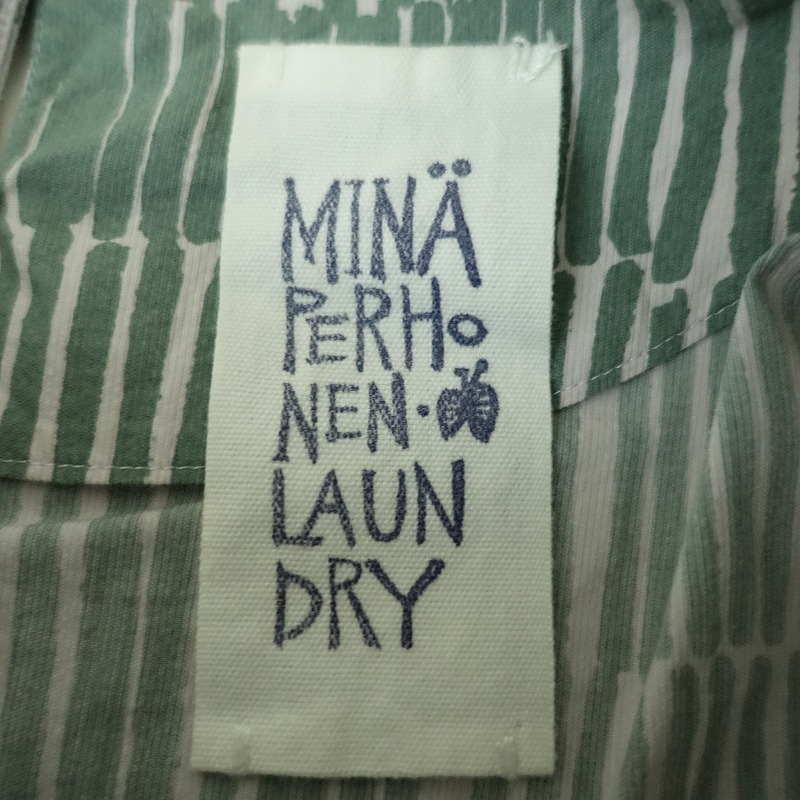 MINÄ
PERHO
NEN·
LAUN
DRY